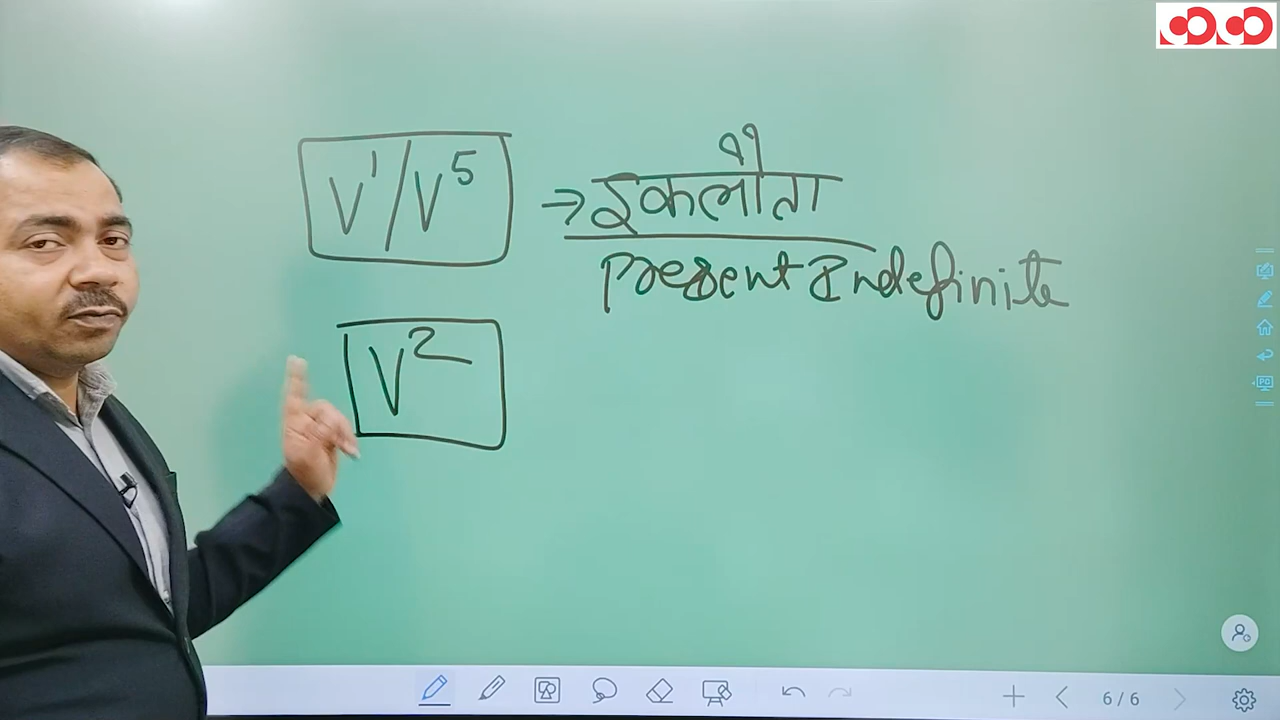 V¹/V⁵ → इकलौता
Present Indefinite
V²
6/6